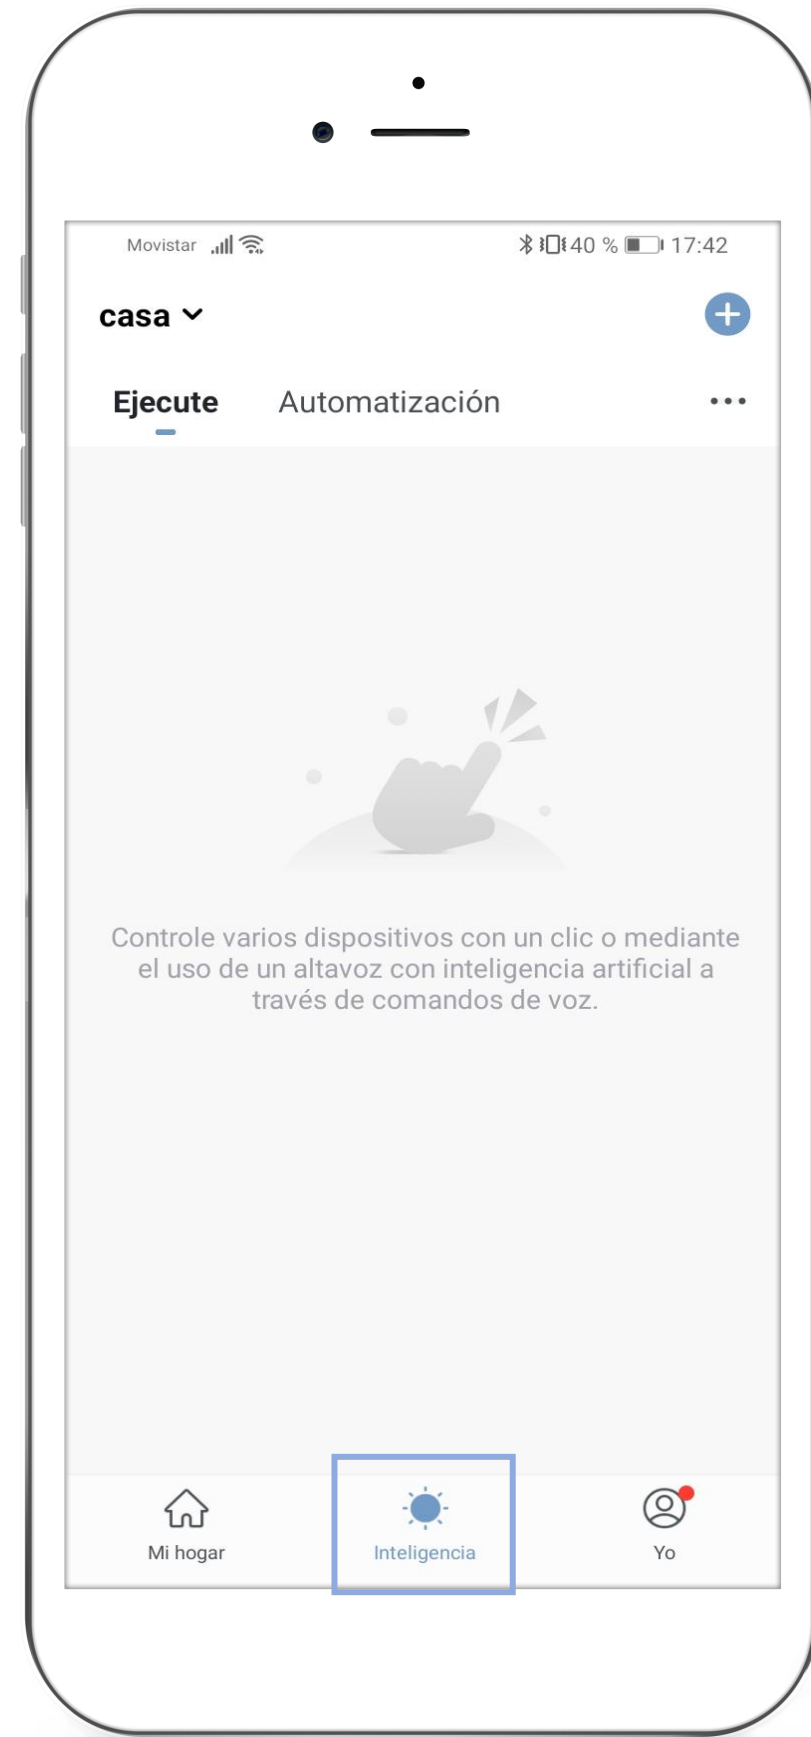 Movistar 40 % 17:42
casa
Ejecute Automatización
Controle varios dispositivos con un clic o mediante
el uso de un altavoz con inteligencia artificial a
través de comandos de voz.
Mi hogar Inteligencia Yo